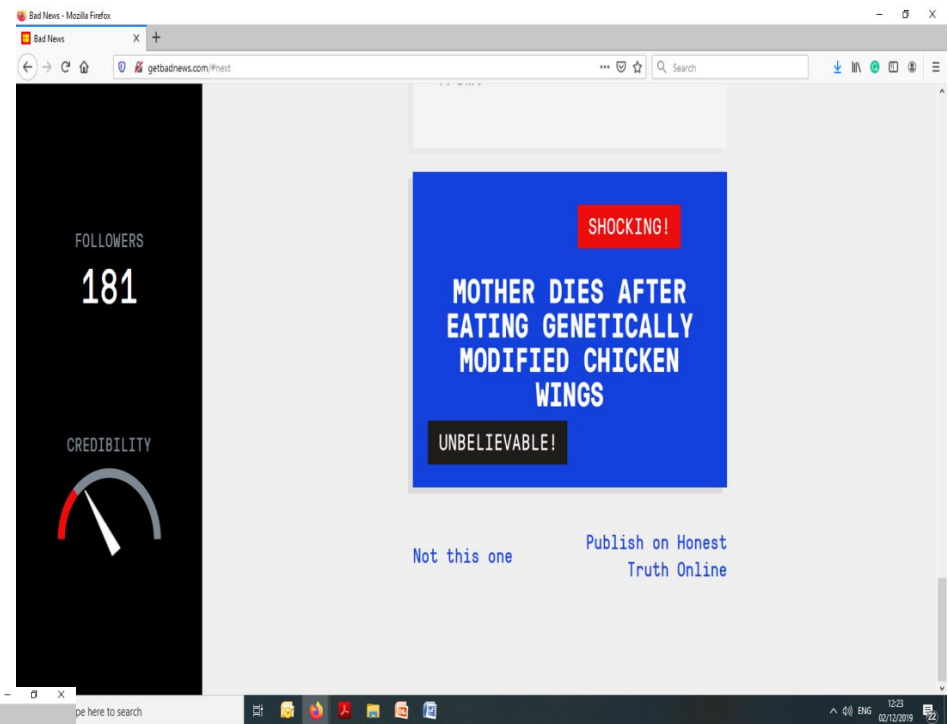 Bad News - Mozilla Firefox
Bad News
getbadnews.com/#next
Search
FOLLOWERS
181
CREDIBILITY
SHOCKING!
MOTHER DIES AFTER
EATING GENETICALLY
MODIFIED CHICKEN
WINGS
UNBELIEVABLE!
Not this one
Publish on Honest
Truth Online
pe here to search
ENG
12:23
02/12/2019
22